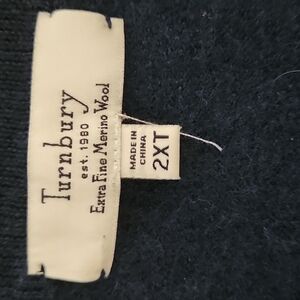 Turnbury
est. 1980
Extra Fine Merino Wool
MADE IN
CHINA
2XT